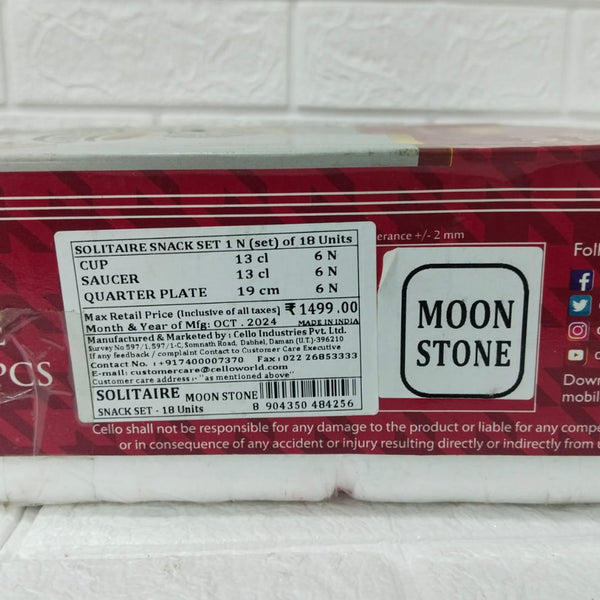 erance +/- 2 mm
SOLITAIRE SNACK SET 1 N (set) of 18 Units
CUP 13 cl 6 N
SAUCER 13 cl 6 N
QUARTER PLATE 19 cm 6 N
Max Retail Price (Inclusive of all taxes) ₹ 1499.00
Month & Year of Mfg: OCT . 2024 MADE IN INDIA
Manufactured & Marketed by : Cello Industries Pvt. Ltd.
Survey No 597/1,597/1-C, Somnath Road, Dabhel, Daman (U.T.)-396210
If any feedback / complaint Contact to Customer Care Executive
Contact No. : +917400007370 Fax: 022 26853333
E-mail: customercare@celloworld.com
Customer care address :- "as mentioned above"
SOLITAIRE MOON STONE
SNACK SET - 18 Units
8 904350 484256
MOON
STONE
PCS
Foll
Down
mobil
Cello shall not be responsible for any damage to the product or liable for any compe
or in consequence of any accident or injury resulting directly or indirectly from u